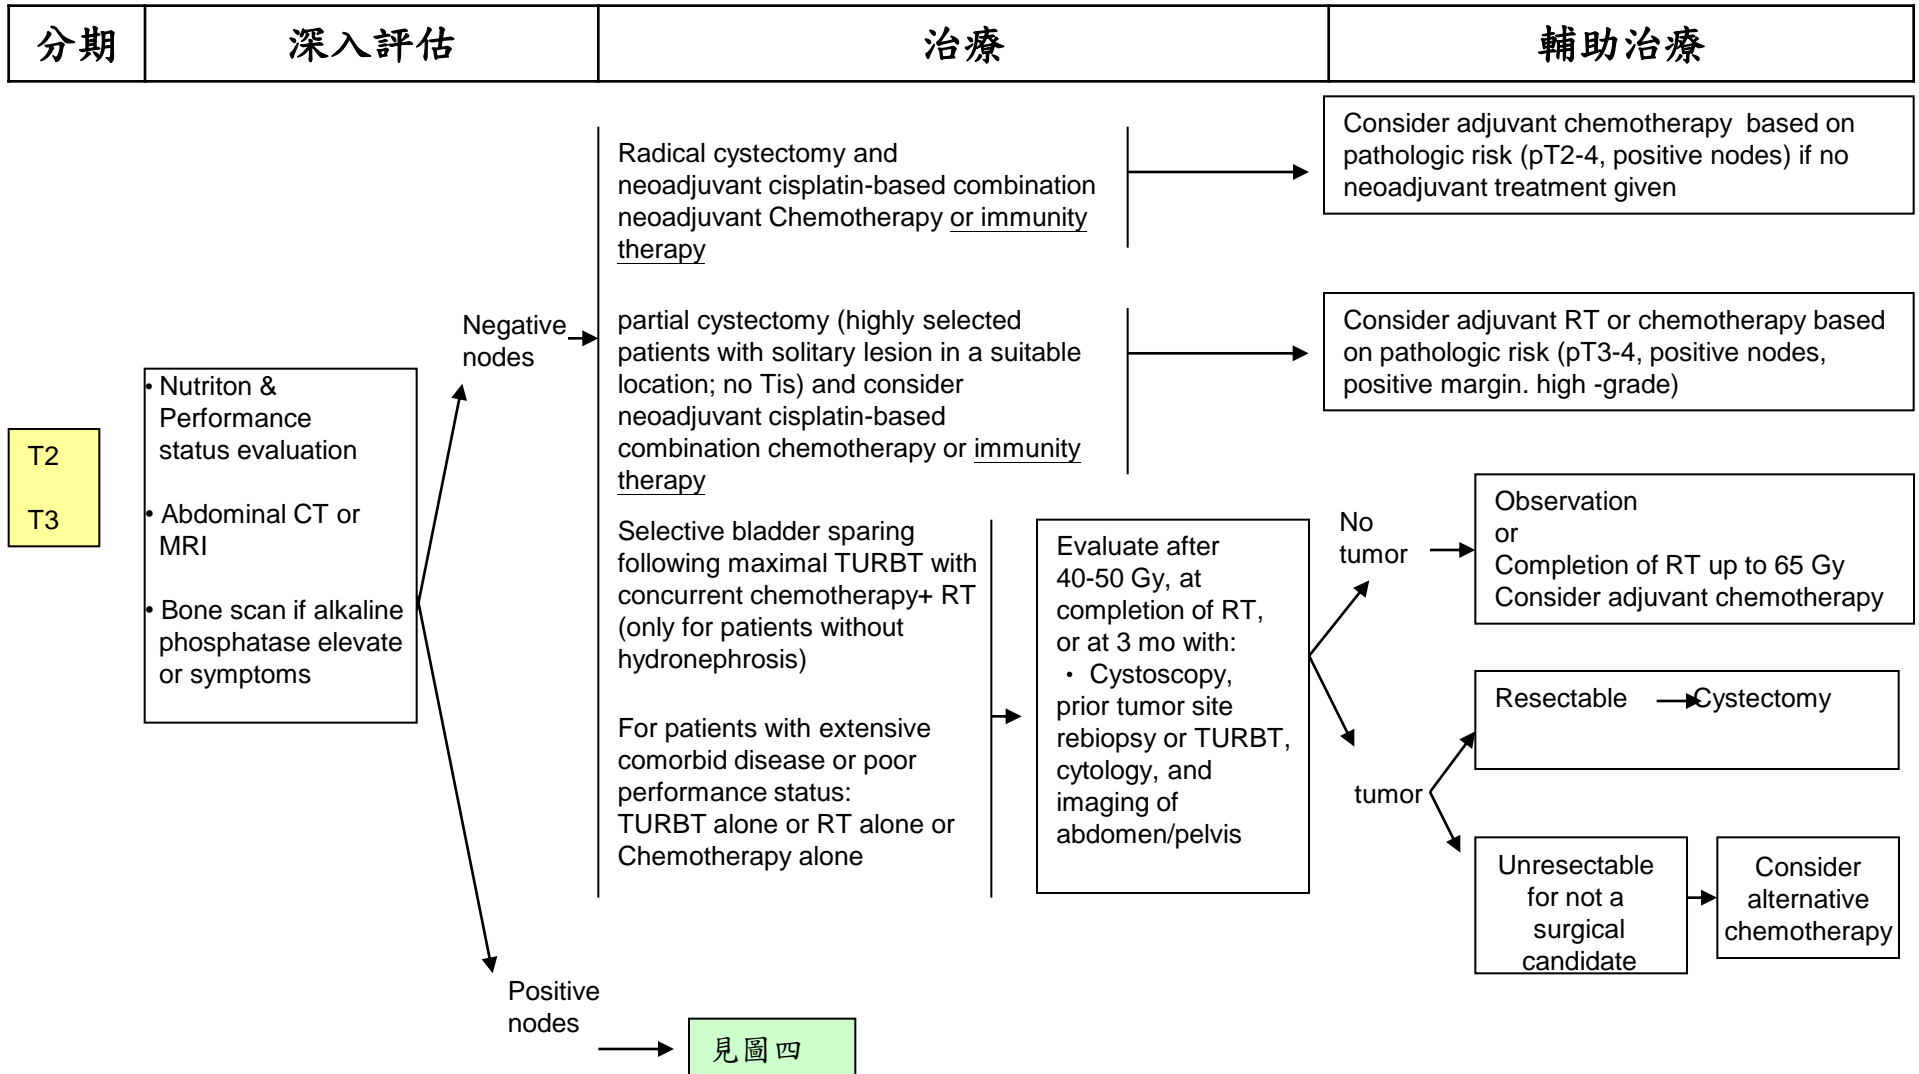 分期
深入評估
治療
輔助治療
T2
T3
• Nutriton &
Performance
status evaluation
• Abdominal CT or
MRI
• Bone scan if alkaline
phosphatase elevate
or symptoms
Negative
nodes
Radical cystectomy and
neoadjuvant cisplatin-based combination
neoadjuvant Chemotherapy or immunity
therapy
Consider adjuvant chemotherapy based on
pathologic risk (pT2-4, positive nodes) if no
neoadjuvant treatment given
partial cystectomy (highly selected
patients with solitary lesion in a suitable
location; no Tis) and consider
neoadjuvant cisplatin-based
combination chemotherapy or immunity
therapy
Consider adjuvant RT or chemotherapy based
on pathologic risk (pT3-4, positive nodes,
positive margin. high -grade)
Selective bladder sparing
following maximal TURBT with
concurrent chemotherapy+ RT
(only for patients without
hydronephrosis)
For patients with extensive
comorbid disease or poor
performance status:
TURBT alone or RT alone or
Chemotherapy alone
Evaluate after
40-50 Gy, at
completion of RT,
or at 3 mo with:
・ Cystoscopy,
prior tumor site
rebiopsy or TURBT,
cytology, and
imaging of
abdomen/pelvis
No
tumor
Observation
or
Completion of RT up to 65 Gy
Consider adjuvant chemotherapy
tumor
Resectable
Cystectomy
Unresectable
for not a
surgical
candidate
Consider
alternative
chemotherapy
Positive
nodes
見圖四